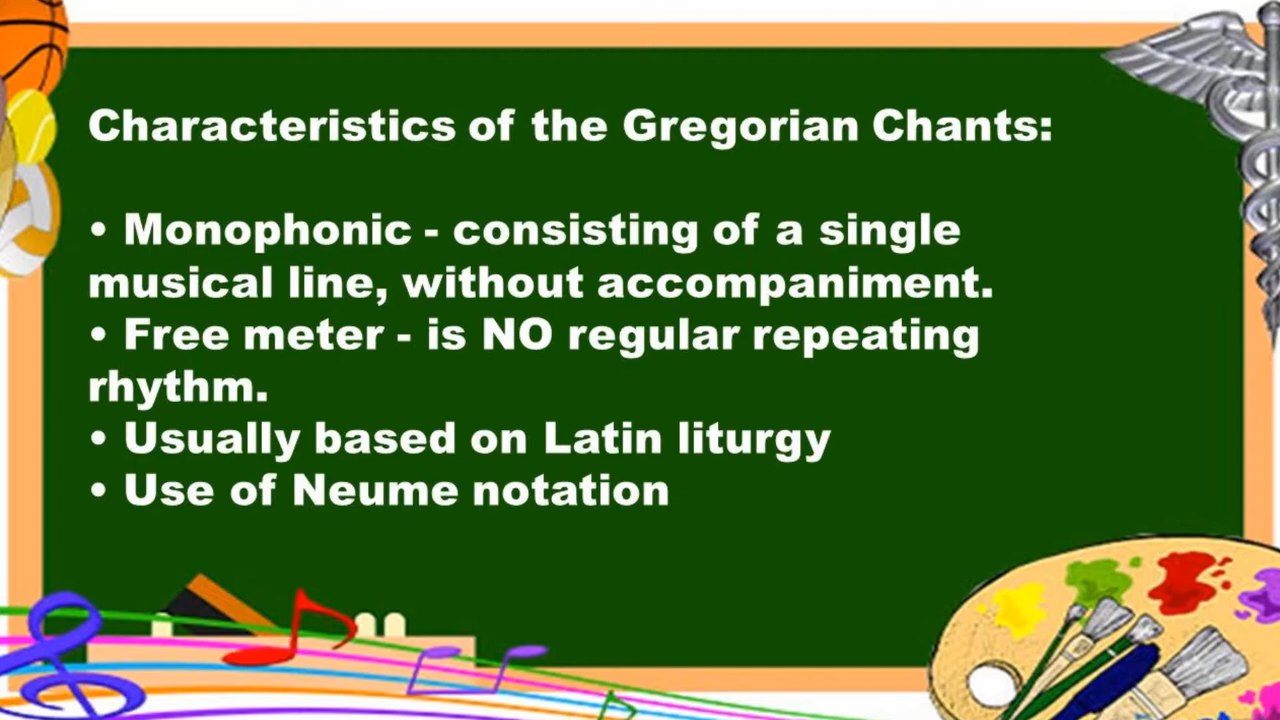 Characteristics of the Gregorian Chants:
• Monophonic - consisting of a single
musical line, without accompaniment.
• Free meter - is NO regular repeating
rhythm.
• Usually based on Latin liturgy
• Use of Neume notation